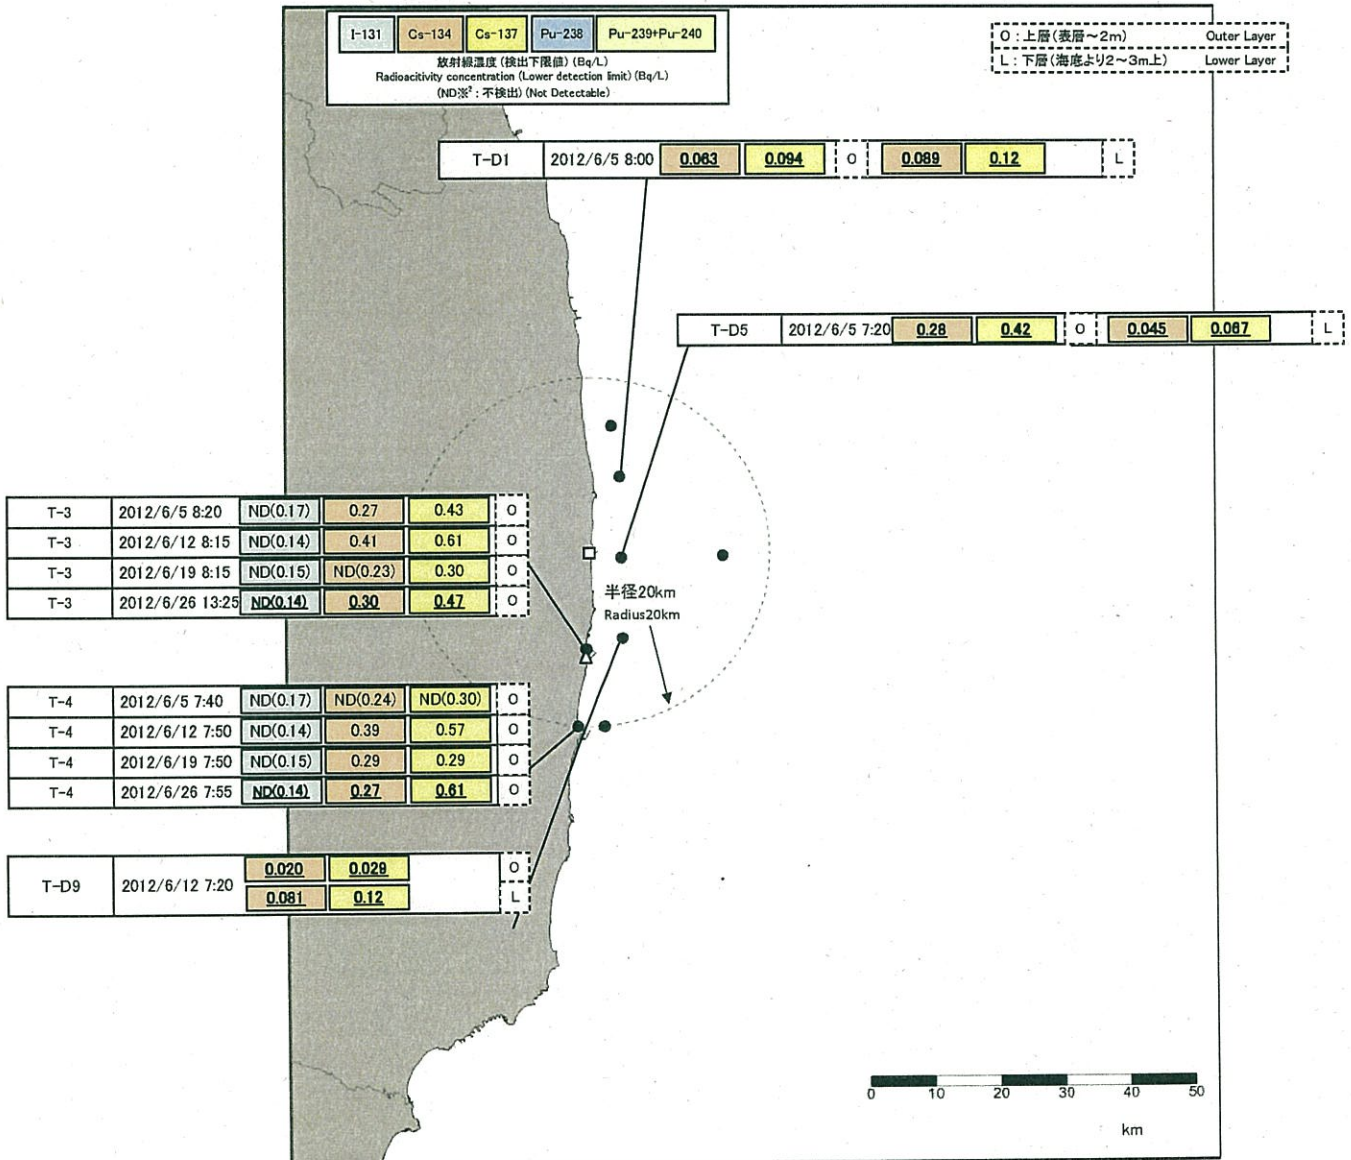 I-131 Cs-134 Cs-137 Pu-238 Pu-239+Pu-240
放射線濃度(検出下限値)(Bq/L)
Radioacitivity concentration (Lower detection limit) (Bq/L)
(ND※²:不検出)(Not Detectable)
O:上層(表層~2m) Outer Layer
L:下層(海底より2~3m上) Lower Layer
T-D1 2012/6/5 8:00 0.063 0.094 O 0.089 0.12 L
T-D5 2012/6/5 7:20 0.28 0.42 O 0.045 0.067 L
T-3 2012/6/5 8:20 ND(0.17) 0.27 0.43 O
T-3 2012/6/12 8:15 ND(0.14) 0.41 0.61 O
T-3 2012/6/19 8:15 ND(0.15) ND(0.23) 0.30 O
T-3 2012/6/26 13:25 ND(0.14) 0.30 0.47 O
半径20km
Radius20km
T-4 2012/6/5 7:40 ND(0.17) ND(0.24) ND(0.30) O
T-4 2012/6/12 7:50 ND(0.14) 0.39 0.57 O
T-4 2012/6/19 7:50 ND(0.15) 0.29 0.29 O
T-4 2012/6/26 7:55 ND(0.14) 0.27 0.61 O
T-D9 2012/6/12 7:20 0.020 0.029 O
0.081 0.12 L
0 10 20 30 40 50
km